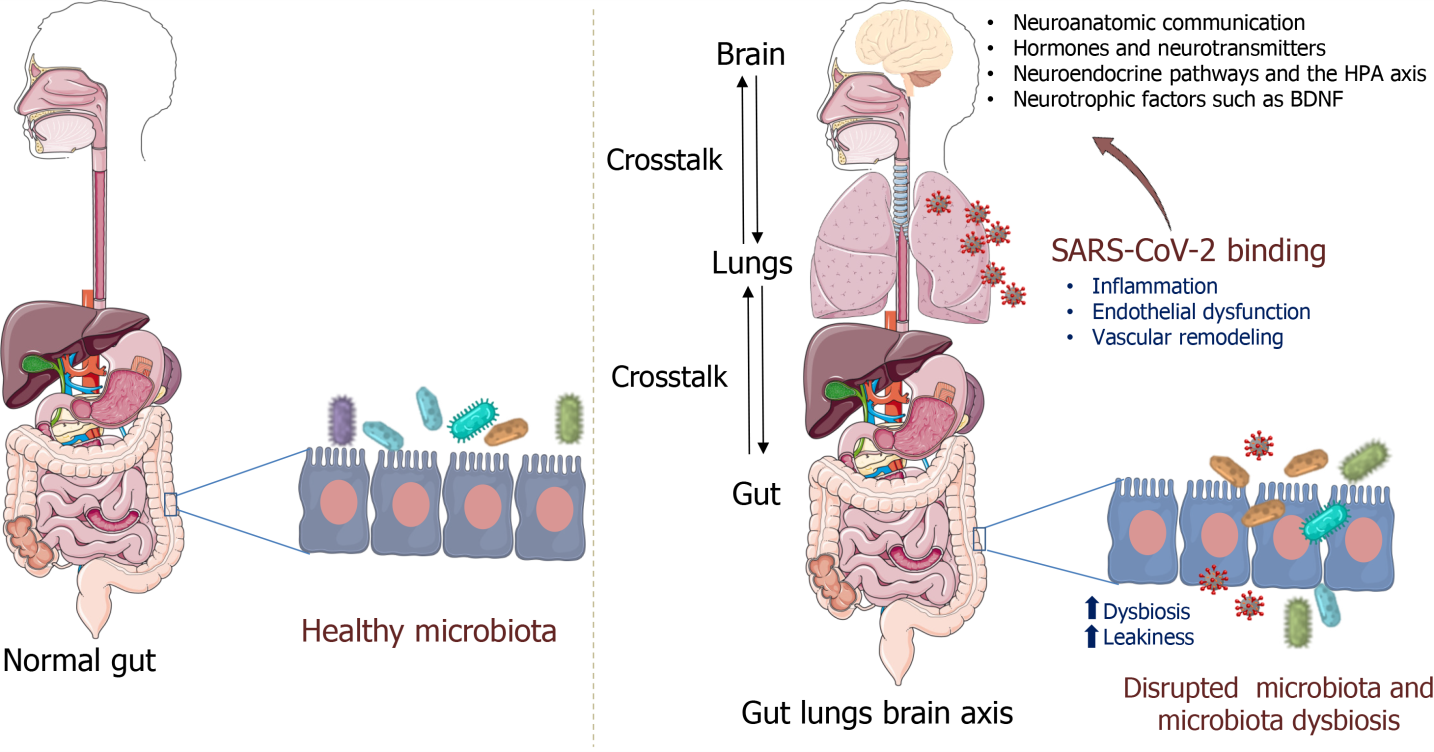 Normal gut
Healthy microbiota
Brain
Crosstalk
Lungs
Crosstalk
Gut
• Neuroanatomic communication
• Hormones and neurotransmitters
• Neuroendocrine pathways and the HPA axis
• Neurotrophic factors such as BDNF
SARS-CoV-2 binding
• Inflammation
• Endothelial dysfunction
• Vascular remodeling
Dysbiosis
Leakiness
Gut lungs brain axis
Disrupted microbiota and
microbiota dysbiosis